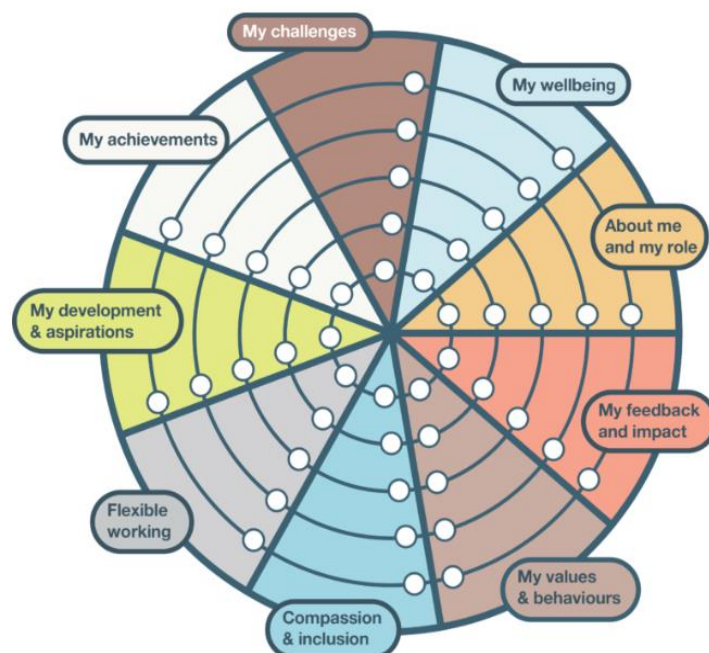 My challenges
My wellbeing
My achievements
About me
and my role
My development
& aspirations
My feedback
and impact
Flexible
working
My values
& behaviours
Compassion
& inclusion